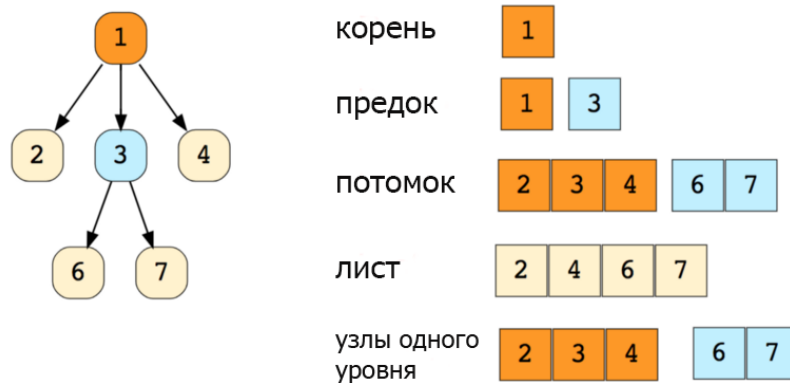 1
2 3 4
6 7
корень 1
предок 1 3
потомок 2 3 4 6 7
лист 2 4 6 7
узлы одного
уровня 2 3 4 6 7